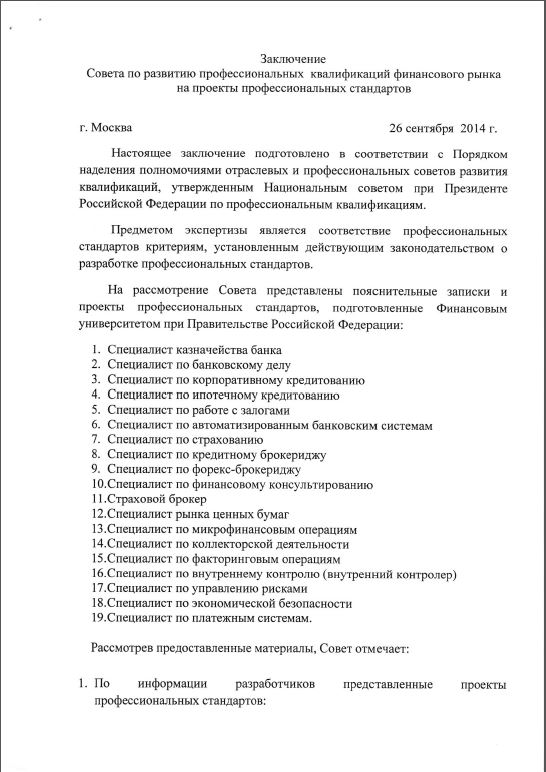 Заключение
Совета по развитию профессиональных квалификаций финансового рынка
на проекты профессиональных стандартов
г. Москва 26 сентября 2014 г.
Настоящее заключение подготовлено в соответствии с Порядком
наделения полномочиями отраслевых и профессиональных советов развития
квалификаций, утвержденным Национальным советом при Президенте
Российской Федерации по профессиональным квалификациям.
Предметом экспертизы является соответствие профессиональных
стандартов критериям, установленным действующим законодательством о
разработке профессиональных стандартов.
На рассмотрение Совета представлены пояснительные записки и
проекты профессиональных стандартов, подготовленные Финансовым
университетом при Правительстве Российской Федерации:
1. Специалист казначейства банка
2. Специалист по банковскому делу
3. Специалист по корпоративному кредитованию
4. Специалист по ипотечному кредитованию
5. Специалист по работе с залогами
6. Специалист по автоматизированным банковским системам
7. Специалист по страхованию
8. Специалист по кредитному брокериджу
9. Специалист по форекс-брокериджу
10.Специалист по финансовому консультированию
11.Страховой брокер
12.Специалист рынка ценных бумаг
13.Специалист по микрофинансовым операциям
14.Специалист по коллекторской деятельности
15.Специалист по факторинговым операциям
16.Специалист по внутреннему контролю (внутренний контролер)
17.Специалист по управлению рисками
18.Специалист по экономической безопасности
19.Специалист по платежным системам.
Рассмотрев предоставленные материалы, Совет отмечает:
1. По информации разработчиков представленные проекты
профессиональных стандартов: